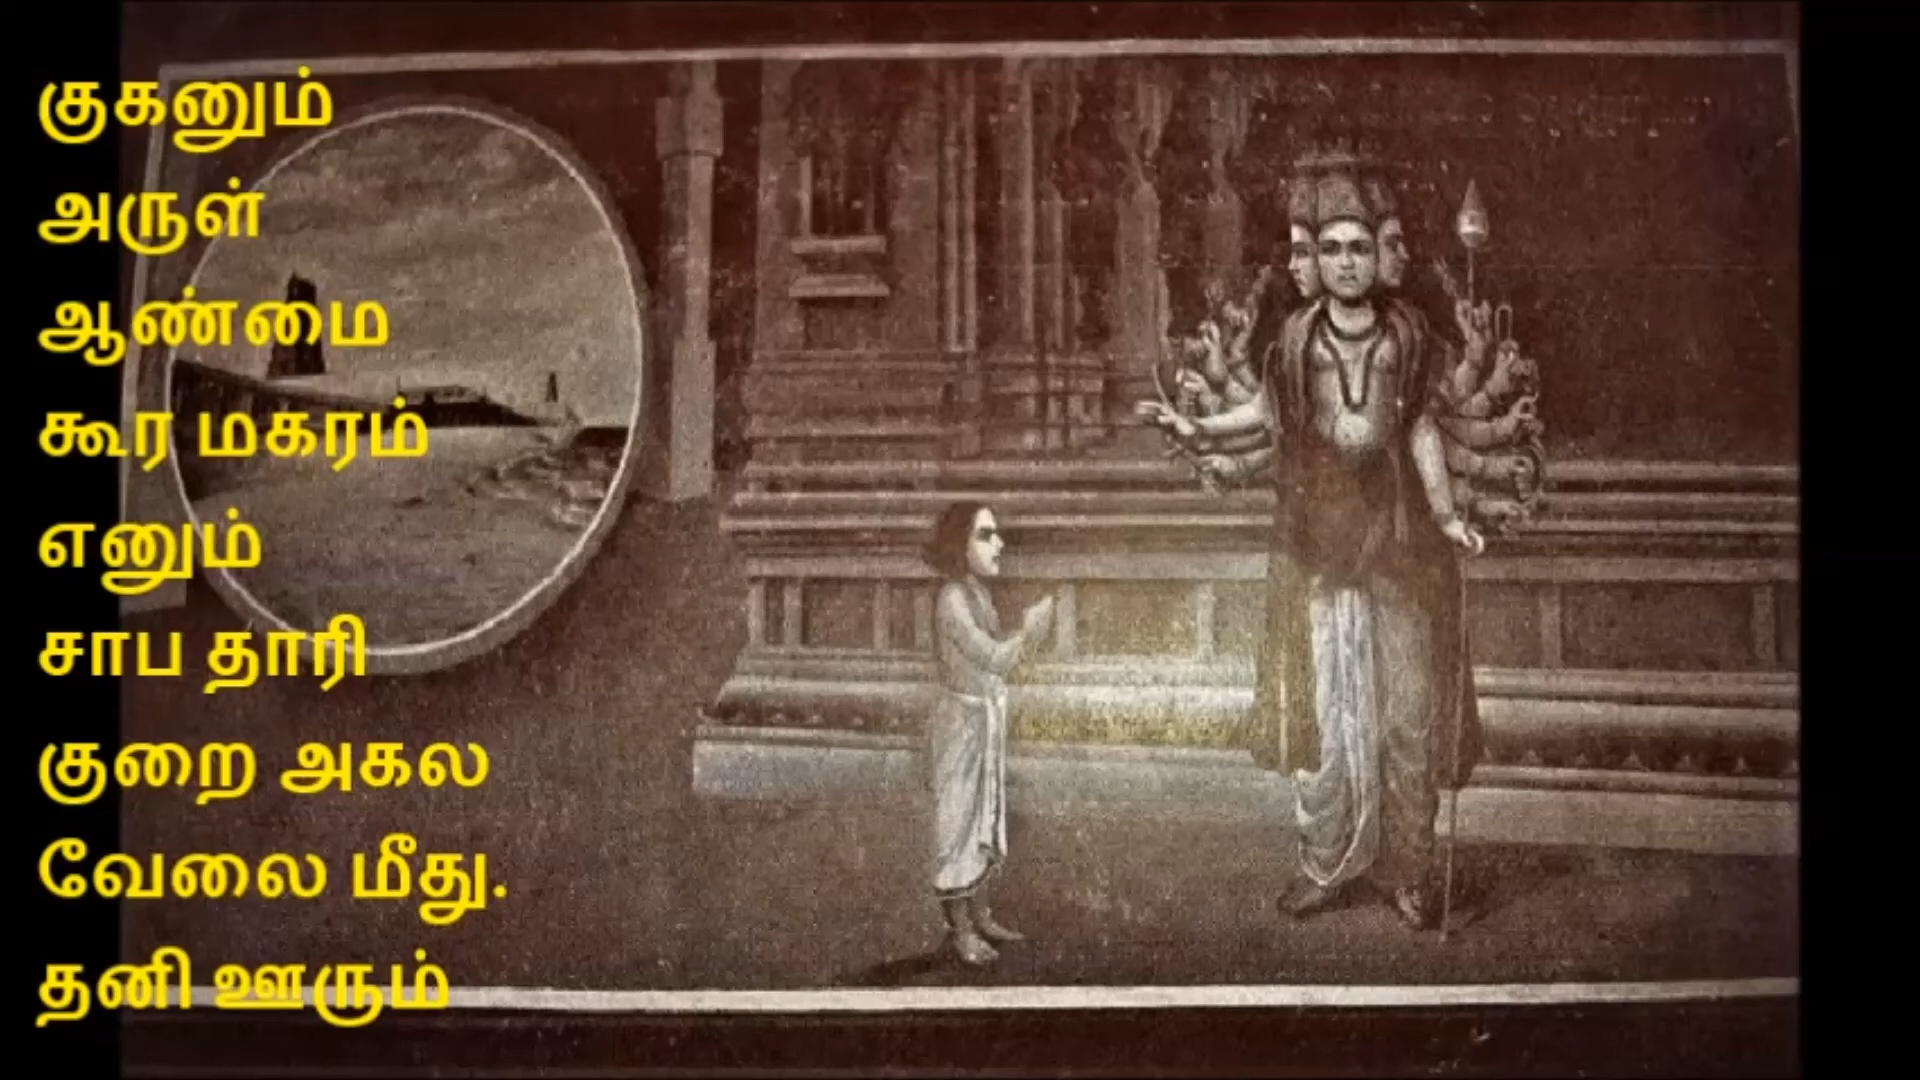 குகனும்
அருள்
ஆண்மை
கூர மகரம்
எனும்
சாப தாரி
குறை அகல
வேலை மீது.
தனி ஊரும்